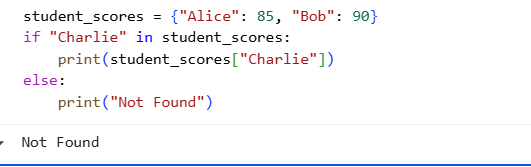 student_scores = {"Alice": 85, "Bob": 90}
if "Charlie" in student_scores:
    print(student_scores["Charlie"])
else:
    print("Not Found")
Not Found